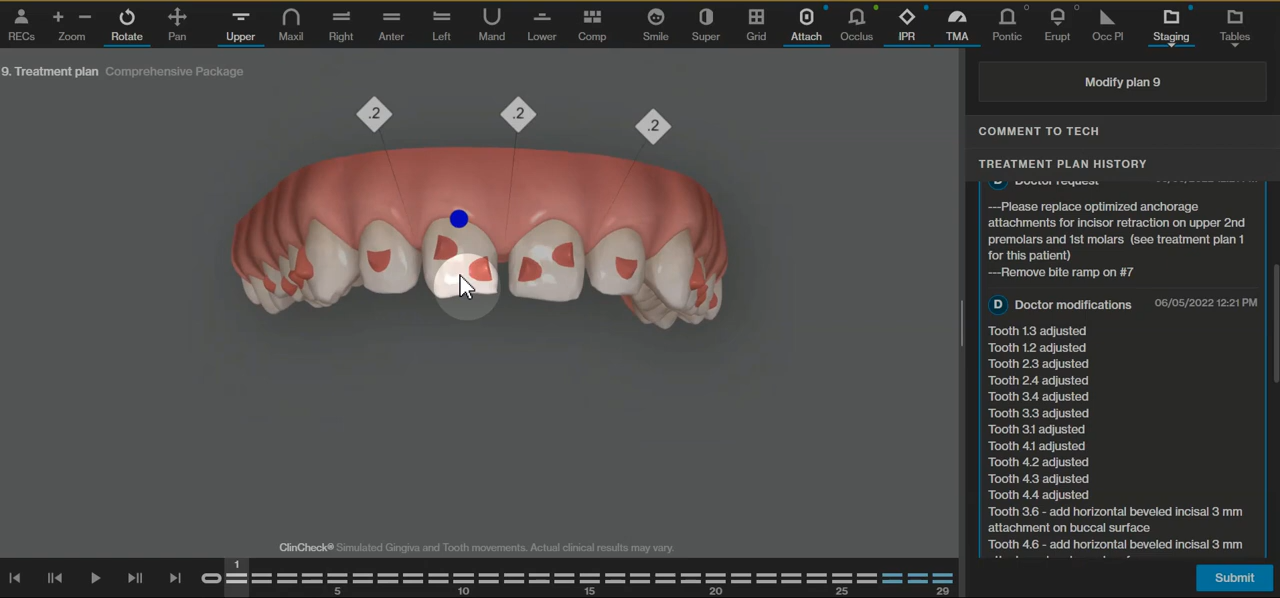 RECs Zoom Rotate Pan Upper Maxil Right Anter Left Mand Lower Comp Smile Super Grid Attach Occlus IPR TMA Pontic Erupt Occ Pl Staging Tables
9. Treatment plan Comprehensive Package
.2 .2 .2
Modify plan 9
COMMENT TO TECH
TREATMENT PLAN HISTORY
D Doctor request
---Please replace optimized anchorage
attachments for incisor retraction on upper 2nd
premolars and 1st molars (see treatment plan 1
for this patient)
---Remove bite ramp on #7
D Doctor modifications 06/05/2022 12:21 PM
Tooth 1.3 adjusted
Tooth 1.2 adjusted
Tooth 2.3 adjusted
Tooth 2.4 adjusted
Tooth 3.4 adjusted
Tooth 3.3 adjusted
Tooth 3.1 adjusted
Tooth 4.1 adjusted
Tooth 4.2 adjusted
Tooth 4.3 adjusted
Tooth 4.4 adjusted
Tooth 3.6 - add horizontal beveled incisal 3 mm
attachment on buccal surface
Tooth 4.6 - add horizontal beveled incisal 3 mm
ClinCheck® Simulated Gingiva and Tooth movements. Actual clinical results may vary.
1
5 10 15 20 25 29
Submit